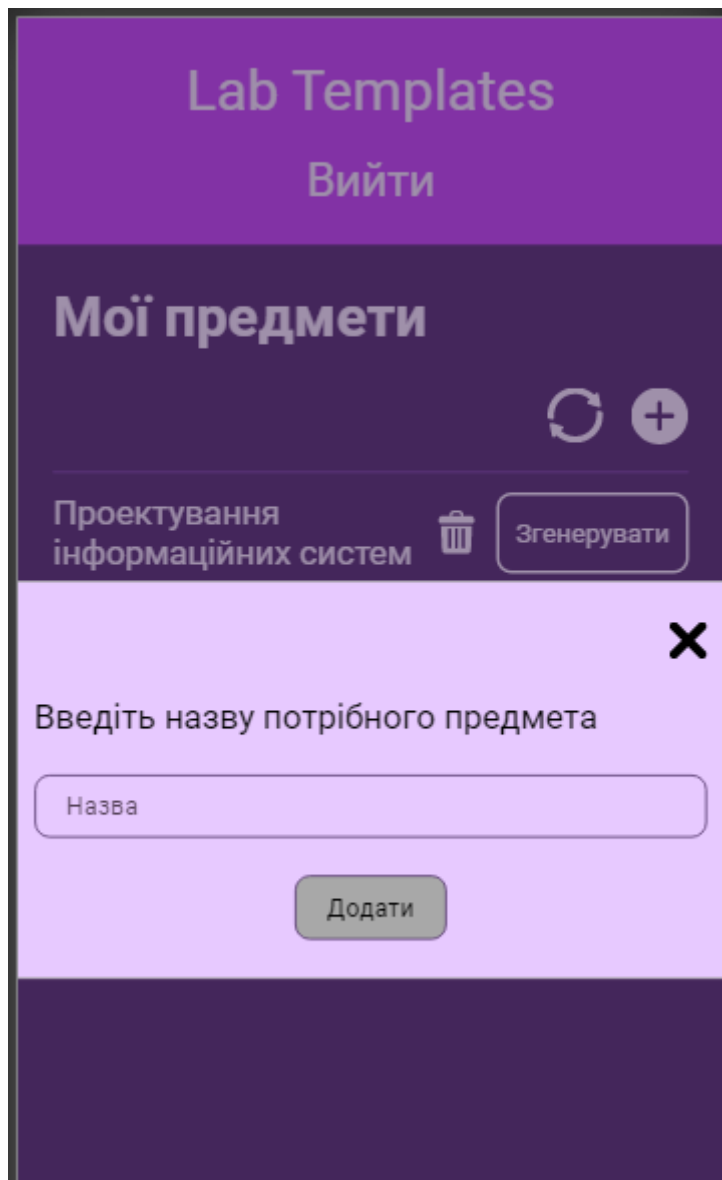 Lab Templates
Вийти
Мої предмети
Проектування
інформаційних систем
Згенерувати
Введіть назву потрібного предмета
Назва
Додати